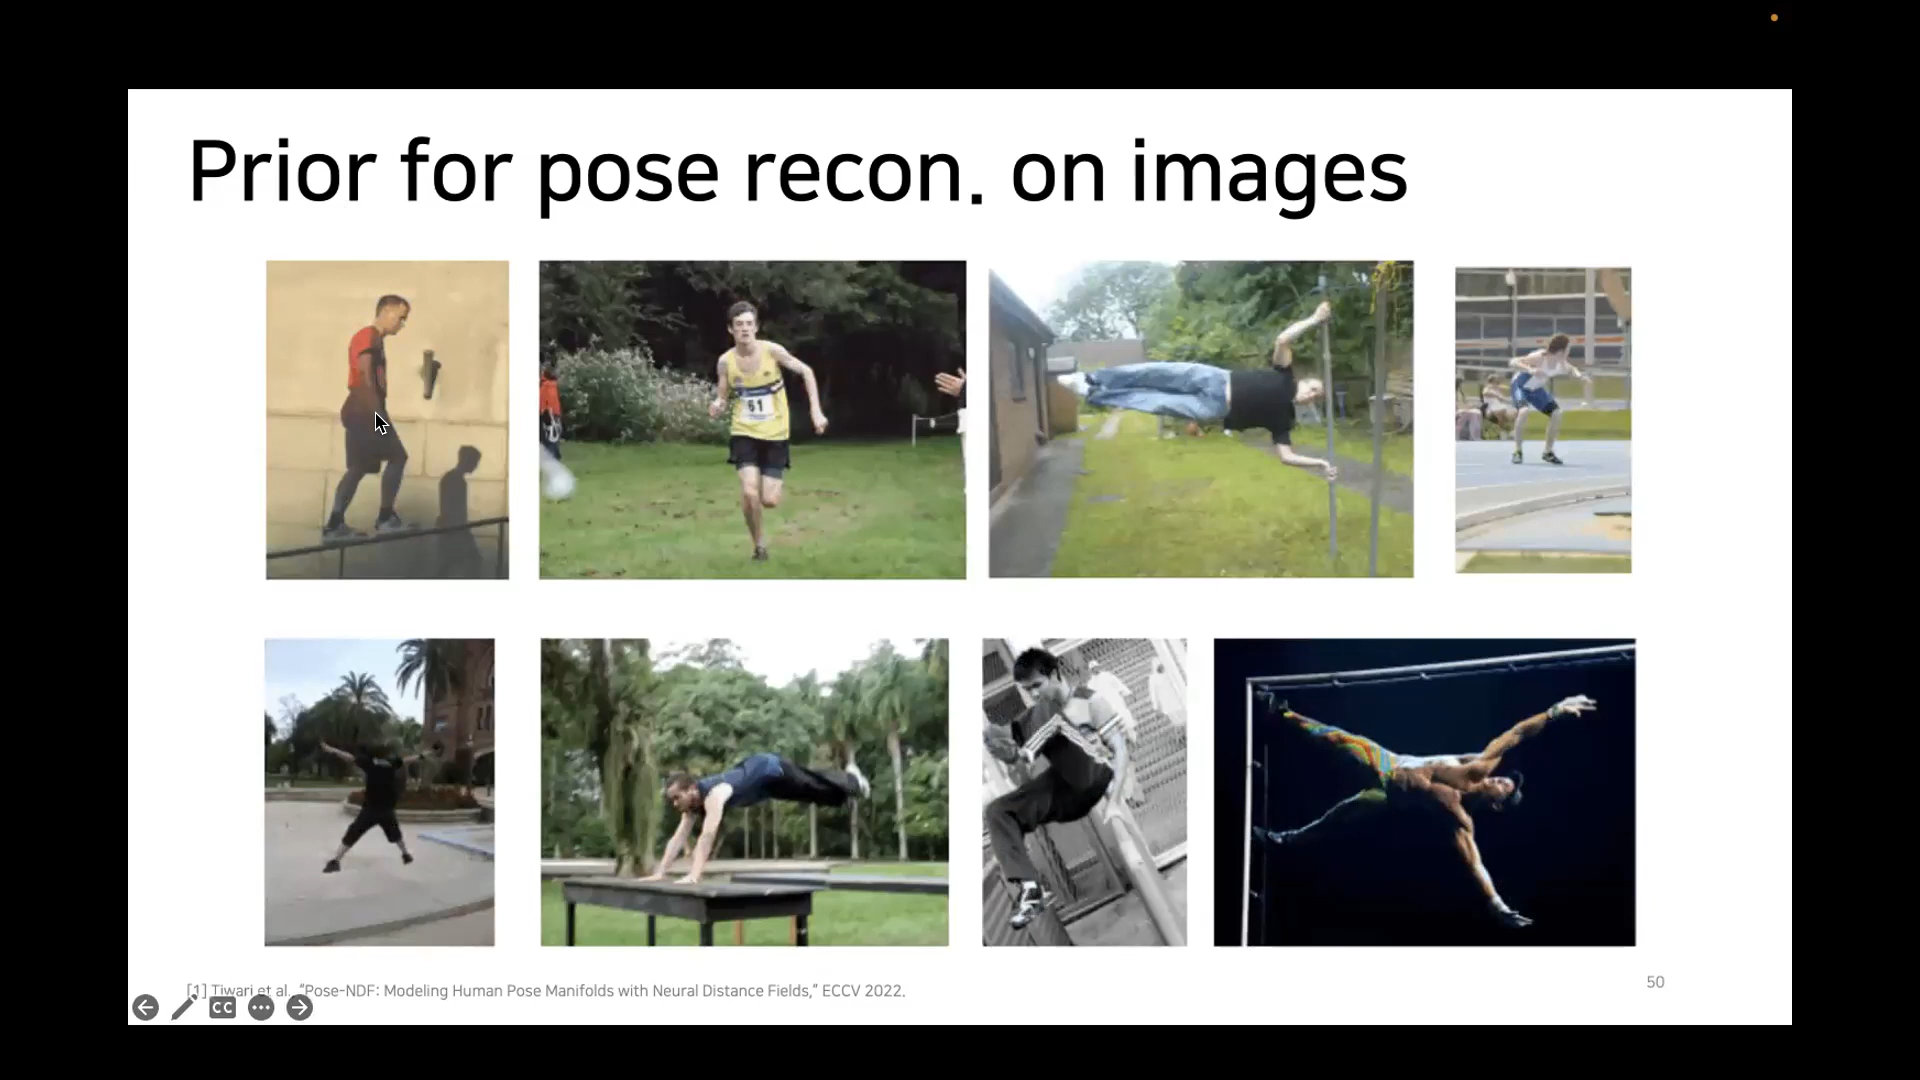 Prior for pose recon. on images
61
[1] Tiwari et al. “Pose-NDF: Modeling Human Pose Manifolds with Neural Distance Fields,” ECCV 2022.
50
CC